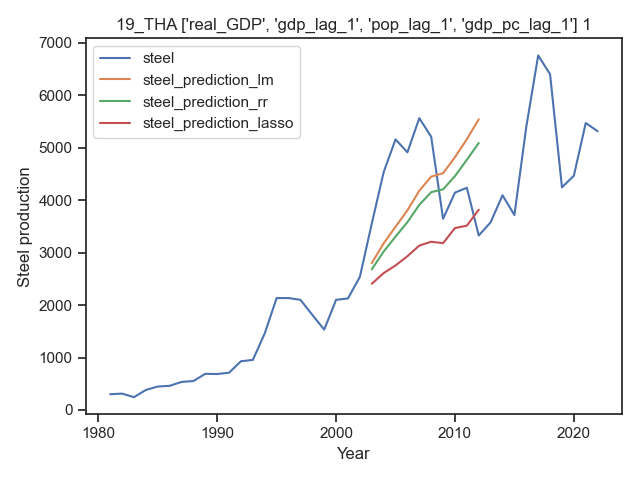 19_THA ['real_GDP', 'gdp_lag_1', 'pop_lag_1', 'gdp_pc_lag_1'] 1
7000
6000
5000
4000
3000
2000
1000
0
Steel production
steel
steel_prediction_lm
steel_prediction_rr
steel_prediction_lasso
1980
1990
2000
2010
2020
Year